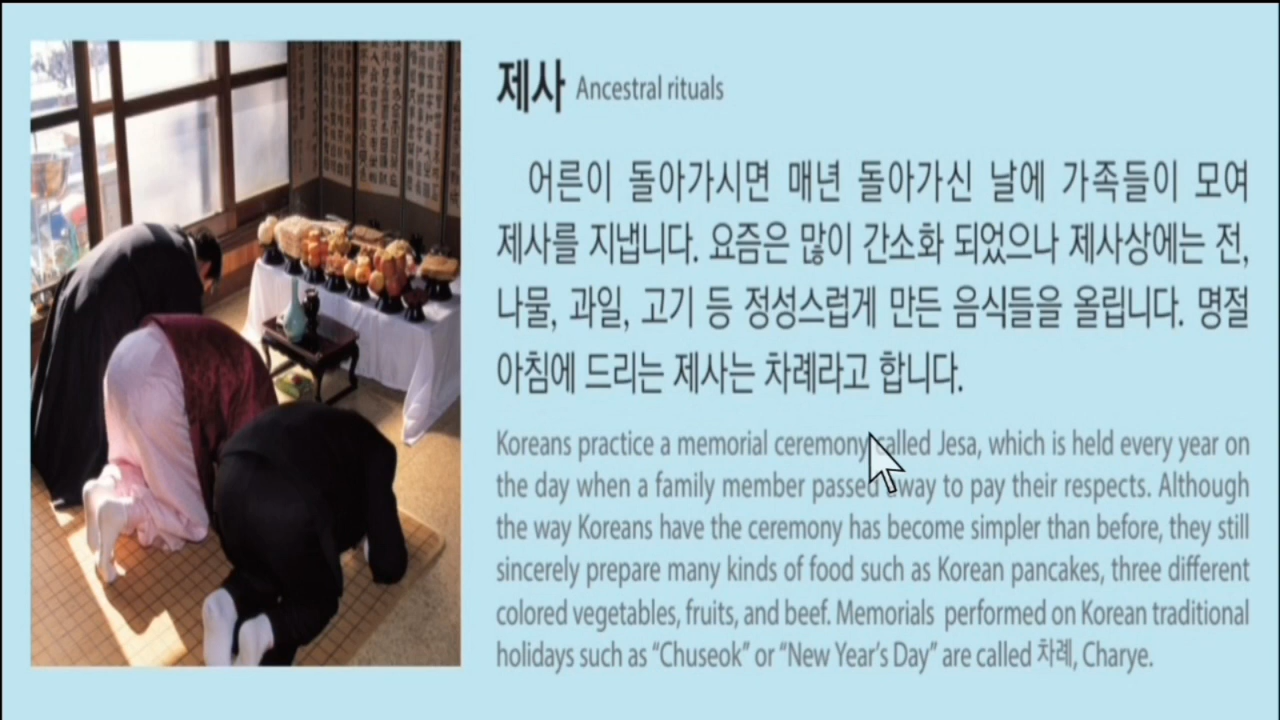 제사 Ancestral rituals
어른이 돌아가시면 매년 돌아가신 날에 가족들이 모여
제사를 지냅니다. 요즘은 많이 간소화 되었으나 제사상에는 전,
나물, 과일, 고기 등 정성스럽게 만든 음식들을 올립니다. 명절
아침에 드리는 제사는 차례라고 합니다.
Koreans practice a memorial ceremony called Jesa, which is held every year on
the day when a family member passed away to pay their respects. Although
the way Koreans have the ceremony has become simpler than before, they still
sincerely prepare many kinds of food such as Korean pancakes, three different
colored vegetables, fruits, and beef. Memorials performed on Korean traditional
holidays such as “Chuseok” or “New Year’s Day” are called 차례, Charye.